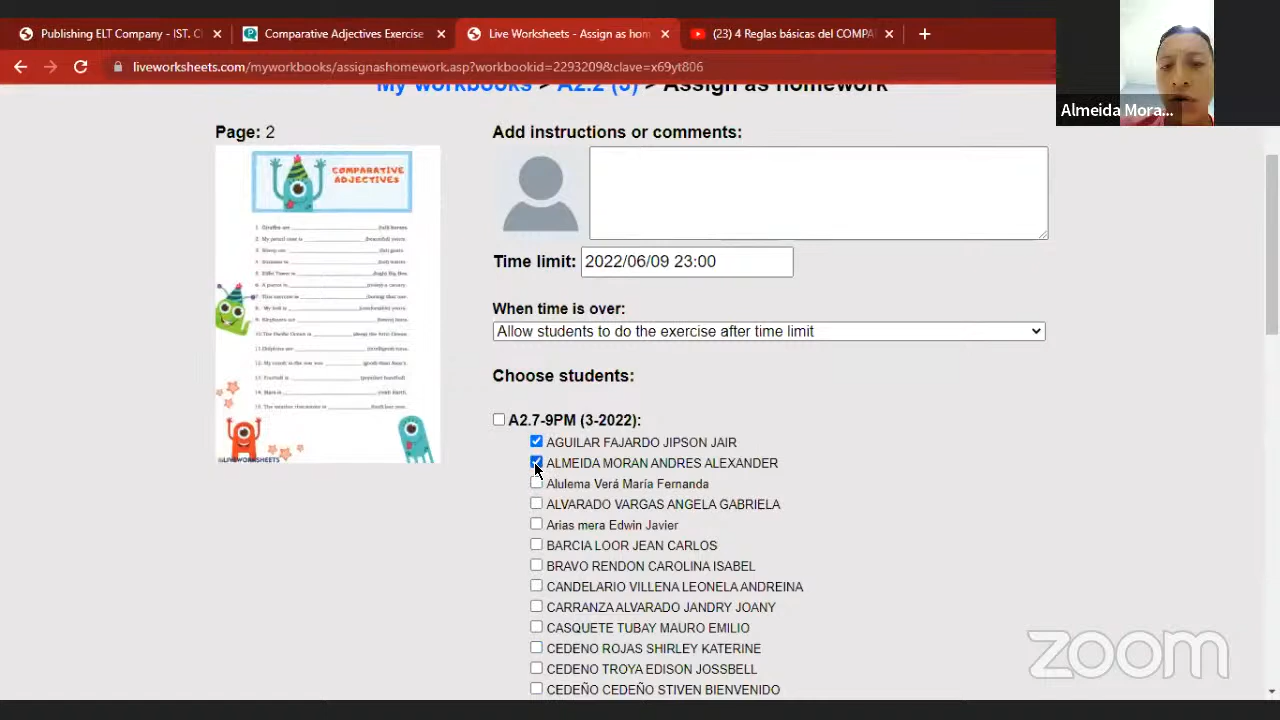 Publishing ELT Company - IST. C
Comparative Adjectives Exercise
Live Worksheets - Assign as hom
(23) 4 Reglas básicas del COMPA
liveworksheets.com/myworkbooks/assignashomework.asp?workbookid=2293209&clave=x69yt806
Almeida Mora...
My workbooks > A2.2 (3) > Assign as homework
Page: 2
Add instructions or comments:
COMPARATIVE
ADJECTIVES
Time limit: 2022/06/09 23:00
When time is over:
Allow students to do the exercise after time limit
Choose students:
A2.7-9PM (3-2022):
AGUILAR FAJARDO JIPSON JAIR
ALMEIDA MORAN ANDRES ALEXANDER
Alulema Verá María Fernanda
ALVARADO VARGAS ANGELA GABRIELA
Arias mera Edwin Javier
BARCIA LOOR JEAN CARLOS
BRAVO RENDON CAROLINA ISABEL
CANDELARIO VILLENA LEONELA ANDREINA
CARRANZA ALVARADO JANDRY JOANY
CASQUETE TUBAY MAURO EMILIO
CEDENO ROJAS SHIRLEY KATERINE
CEDENO TROYA EDISON JOSSBELL
CEDEÑO CEDEÑO STIVEN BIENVENIDO
LIVEWORKSHEETS
zoom